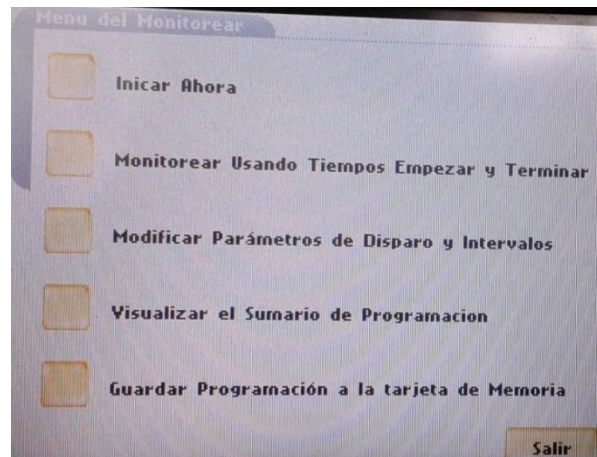 Menu del Monitorear
Inicar Ahora
Monitorear Usando Tiempos Empezar y Terminar
Modificar Parámetros de Disparo y Intervalos
Visualizar el Sumario de Programacion
Guardar Programación a la tarjeta de Memoria
Salir